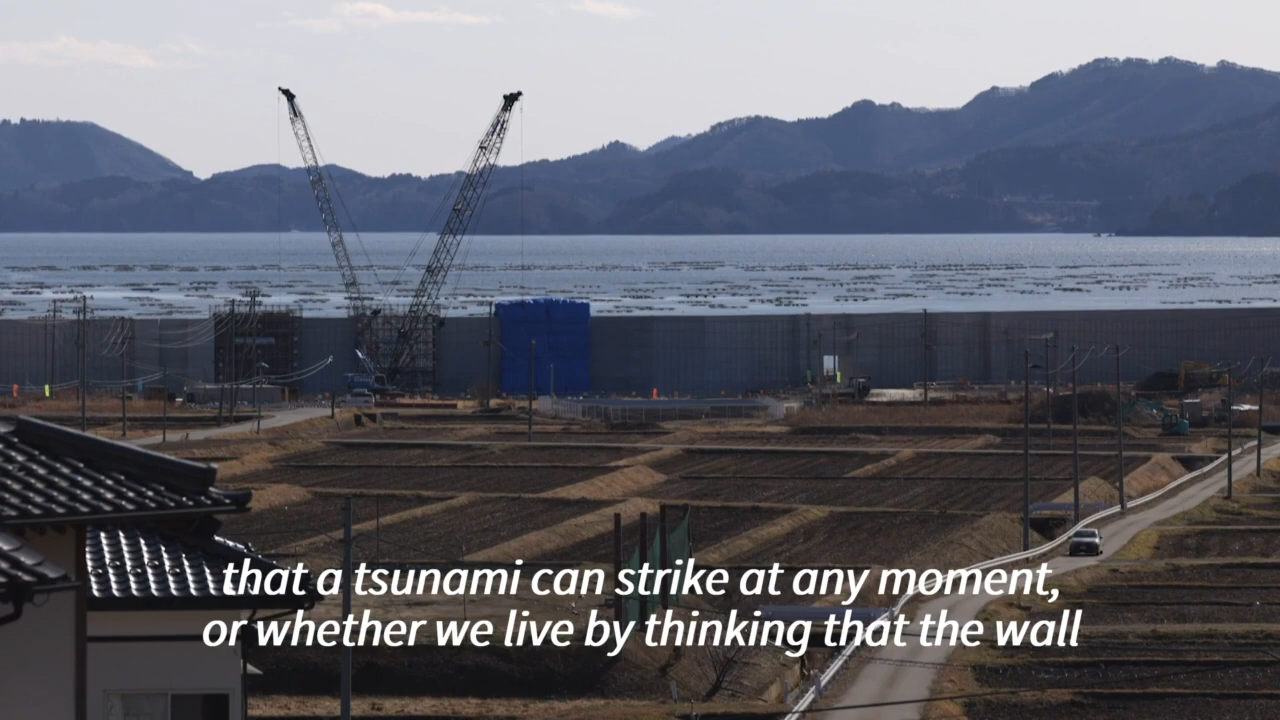 that a tsunami can strike at any moment,
or whether we live by thinking that the wall